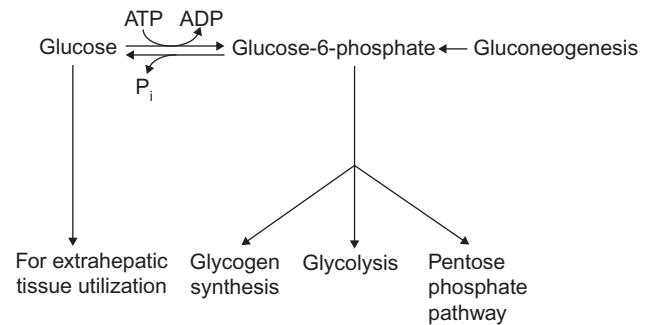 ATP ADP
Glucose Glucose-6-phosphate Gluconeogenesis
Pi
For extrahepatic
tissue utilization
Glycogen
synthesis
Glycolysis
Pentose
phosphate
pathway